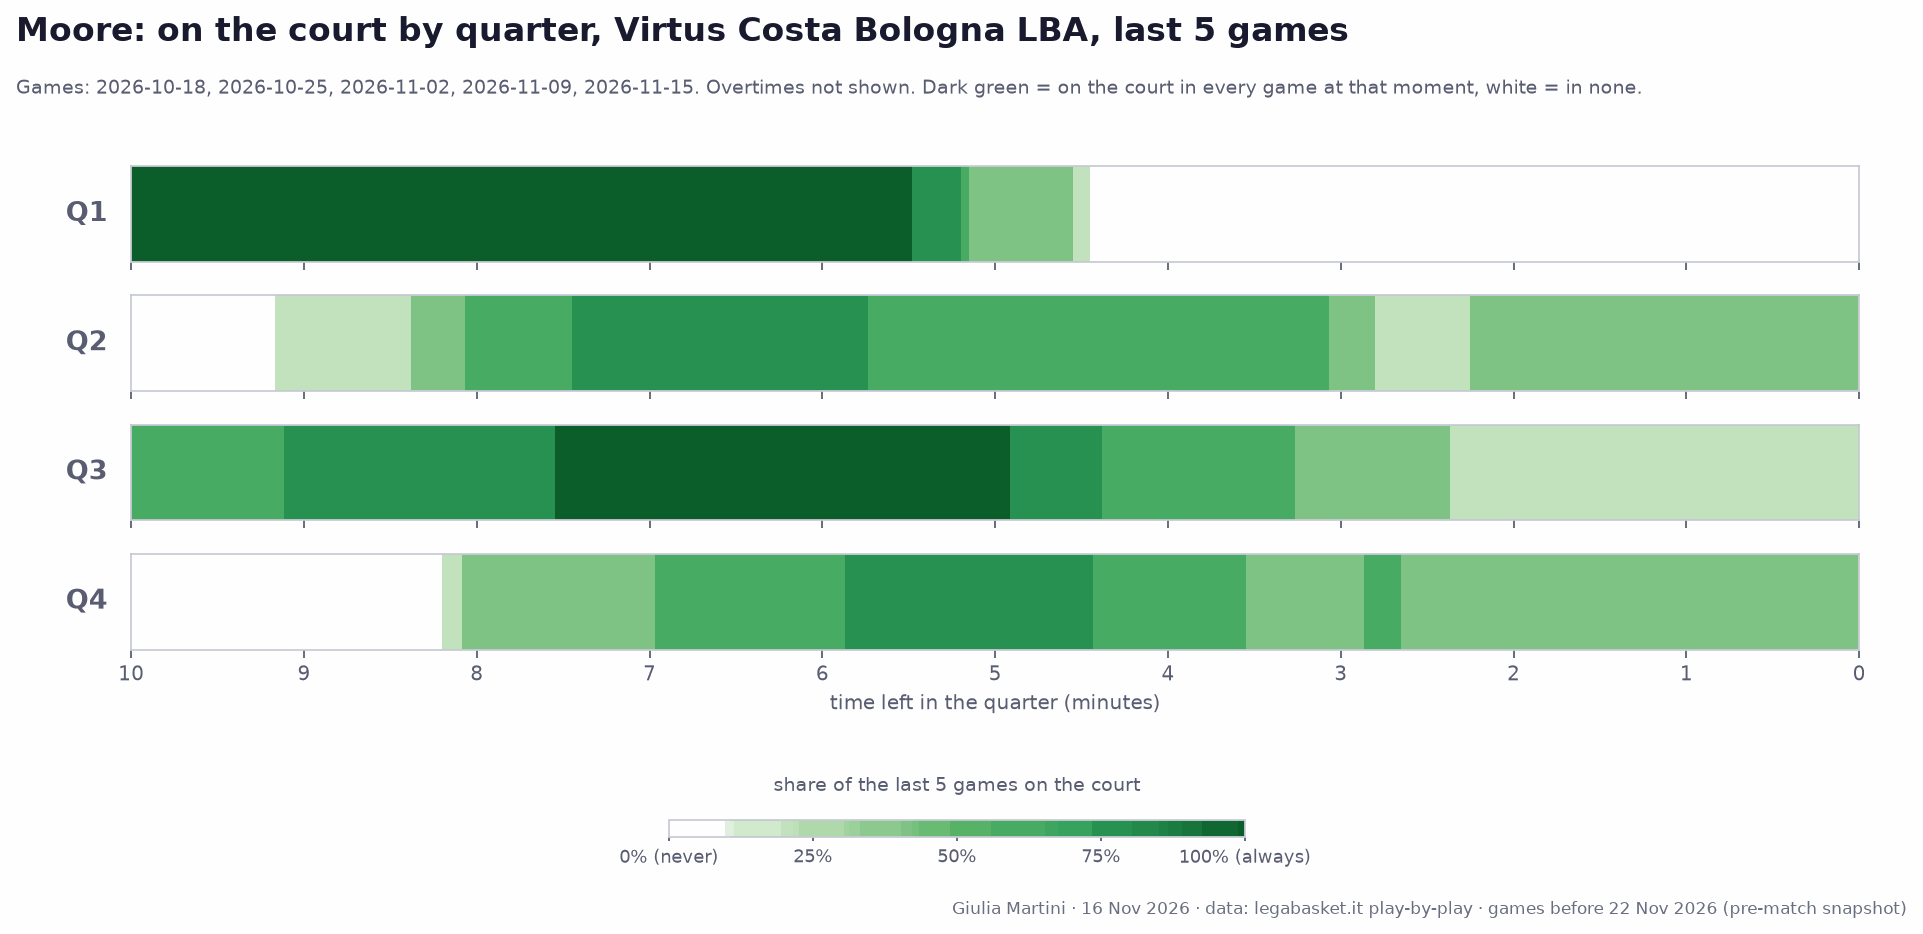 Moore: on the court by quarter, Virtus Costa Bologna LBA, last 5 games
Games: 2026-10-18, 2026-10-25, 2026-11-02, 2026-11-09, 2026-11-15. Overtimes not shown. Dark green = on the court in every game at that moment, white = in none.
Q1
Q2
Q3
Q4
10 9 8 7 6 5 4 3 2 1 0
time left in the quarter (minutes)
share of the last 5 games on the court
0% (never) 25% 50% 75% 100% (always)
Giulia Martini · 16 Nov 2026 · data: legabasket.it play-by-play · games before 22 Nov 2026 (pre-match snapshot)